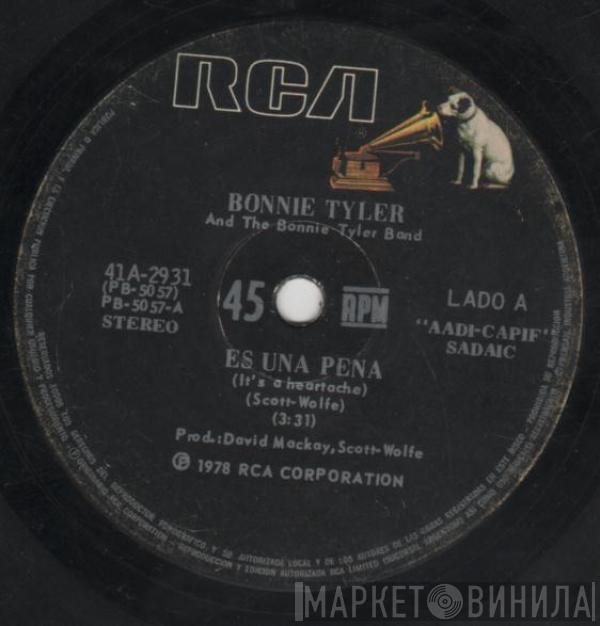 RCA
®
BONNIE TYLER
And The Bonnie Tyler Band
41A-2931
(PB-5057)
PB-5057-A
STEREO
45 RPM
LADO A
"AADI-CAPIF"
SADAIC
ES UNA PENA
(It's a heartache)
(Scott-Wolfe)
(3:31)
Prod.: David Mackay, Scott-Wolfe
℗ 1978 RCA CORPORATION
МАРКЕТ ВИНИЛА